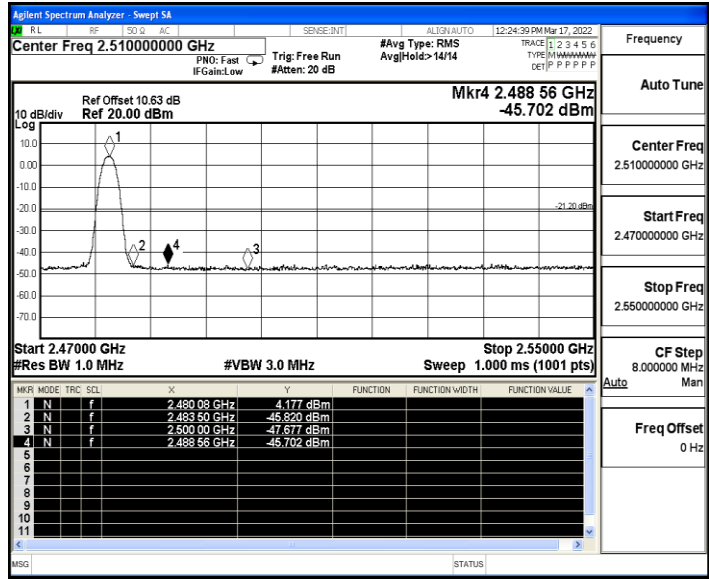 Agilent Spectrum Analyzer - Swept SA
RL RF 50 Ω AC SENSE:INT ALIGN AUTO 12:24:39 PM Mar 17, 2022
Center Freq 2.510000000 GHz
PNO: Fast
IFGain:Low
Trig: Free Run
#Atten: 20 dB
#Avg Type: RMS
Avg|Hold:> 14/14
TRACE 1 2 3 4 5 6
TYPE M WWWWW
DET P P P P P P
Frequency
Auto Tune
Mkr4 2.488 56 GHz
-45.702 dBm
Ref Offset 10.63 dB
10 dB/div Ref 20.00 dBm
Log
10.0
0.00
-10.0
-20.0
-30.0
-40.0
-50.0
-60.0
-70.0
1
2
4
3
-21.20 dBm
Center Freq
2.510000000 GHz
Start Freq
2.470000000 GHz
Stop Freq
2.550000000 GHz
Start 2.47000 GHz Stop 2.55000 GHz
#Res BW 1.0 MHz #VBW 3.0 MHz Sweep 1.000 ms (1001 pts)
CF Step
8.000000 MHz
Auto Man
Freq Offset
0 Hz
MKR MODE TRC SCL X Y FUNCTION FUNCTION WIDTH FUNCTION VALUE
1 N f 2.480 08 GHz 4.177 dBm
2 N f 2.483 50 GHz -45.820 dBm
3 N f 2.500 00 GHz -47.677 dBm
4 N f 2.488 56 GHz -45.702 dBm
5
6
7
8
9
10
11
MSG STATUS